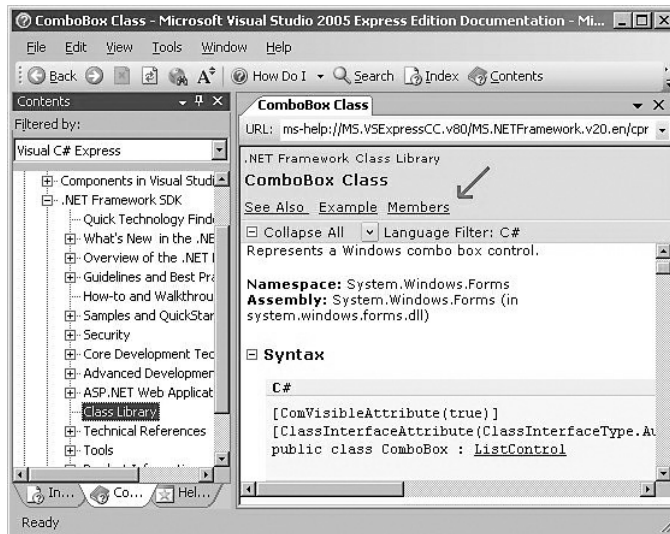 ComboBox Class - Microsoft Visual Studio 2005 Express Edition Documentation - Mi...
File Edit View Tools Window Help
Back How Do I Search Index Contents
Contents
Filtered by:
Visual C# Express
Components in Visual Studi
.NET Framework SDK
Quick Technology Finde
What's New in the .NE
Overview of the .NET
Guidelines and Best Pra
How-to and Walkthrou
Samples and QuickStar
Security
Core Development Tec
Advanced Developmen
ASP.NET Web Applicat
Class Library
Technical References
Tools
In... Co... Hel...
ComboBox Class
URL: ms-help://MS.VSExpressCC.v80/MS.NETFramework.v20.en/cpr
.NET Framework Class Library
ComboBox Class
See Also Example Members
Collapse All Language Filter: C#
Represents a Windows combo box control.
Namespace: System.Windows.Forms
Assembly: System.Windows.Forms (in
system.windows.forms.dll)
Syntax
C#
[ComVisibleAttribute(true)]
[ClassInterfaceAttribute(ClassInterfaceType.Au
public class ComboBox : ListControl
Ready